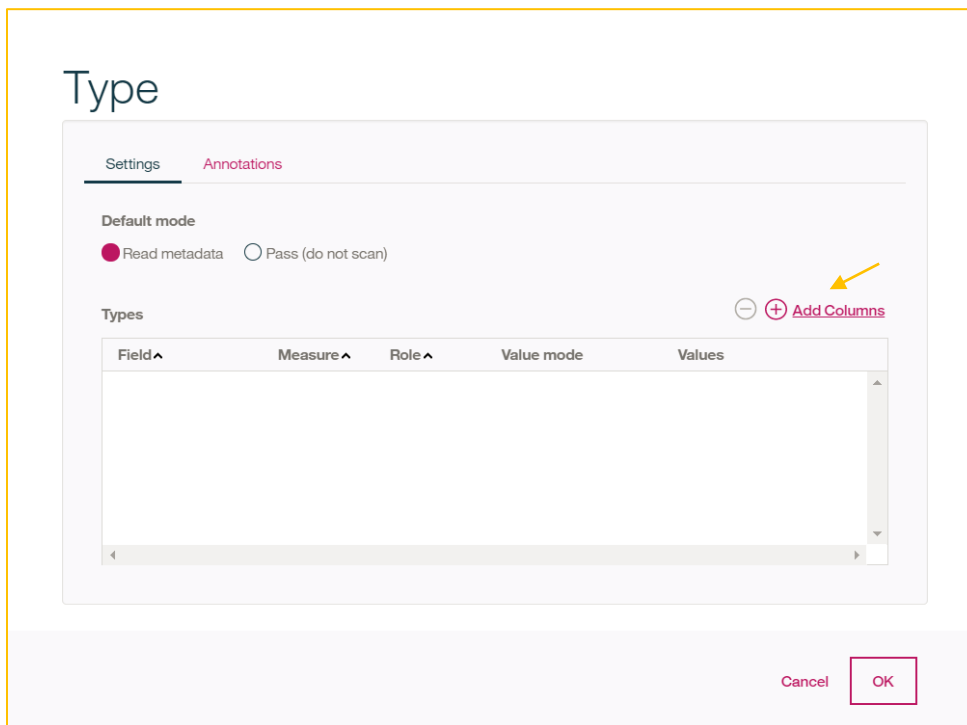 Type
Settings Annotations
Default mode
Read metadata Pass (do not scan)
Types Add Columns
Field Measure Role Value mode Values
Cancel OK